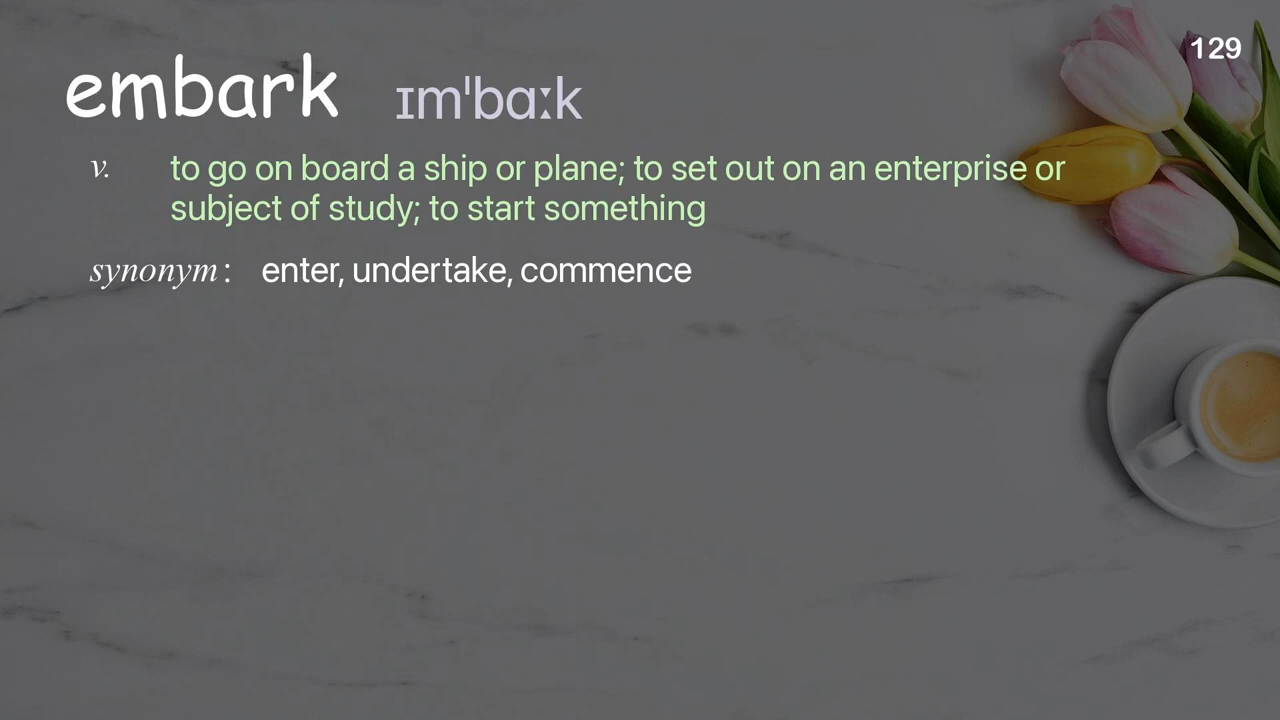 129
embark ɪmˈbɑːk
v. to go on board a ship or plane; to set out on an enterprise or
subject of study; to start something
synonym: enter, undertake, commence